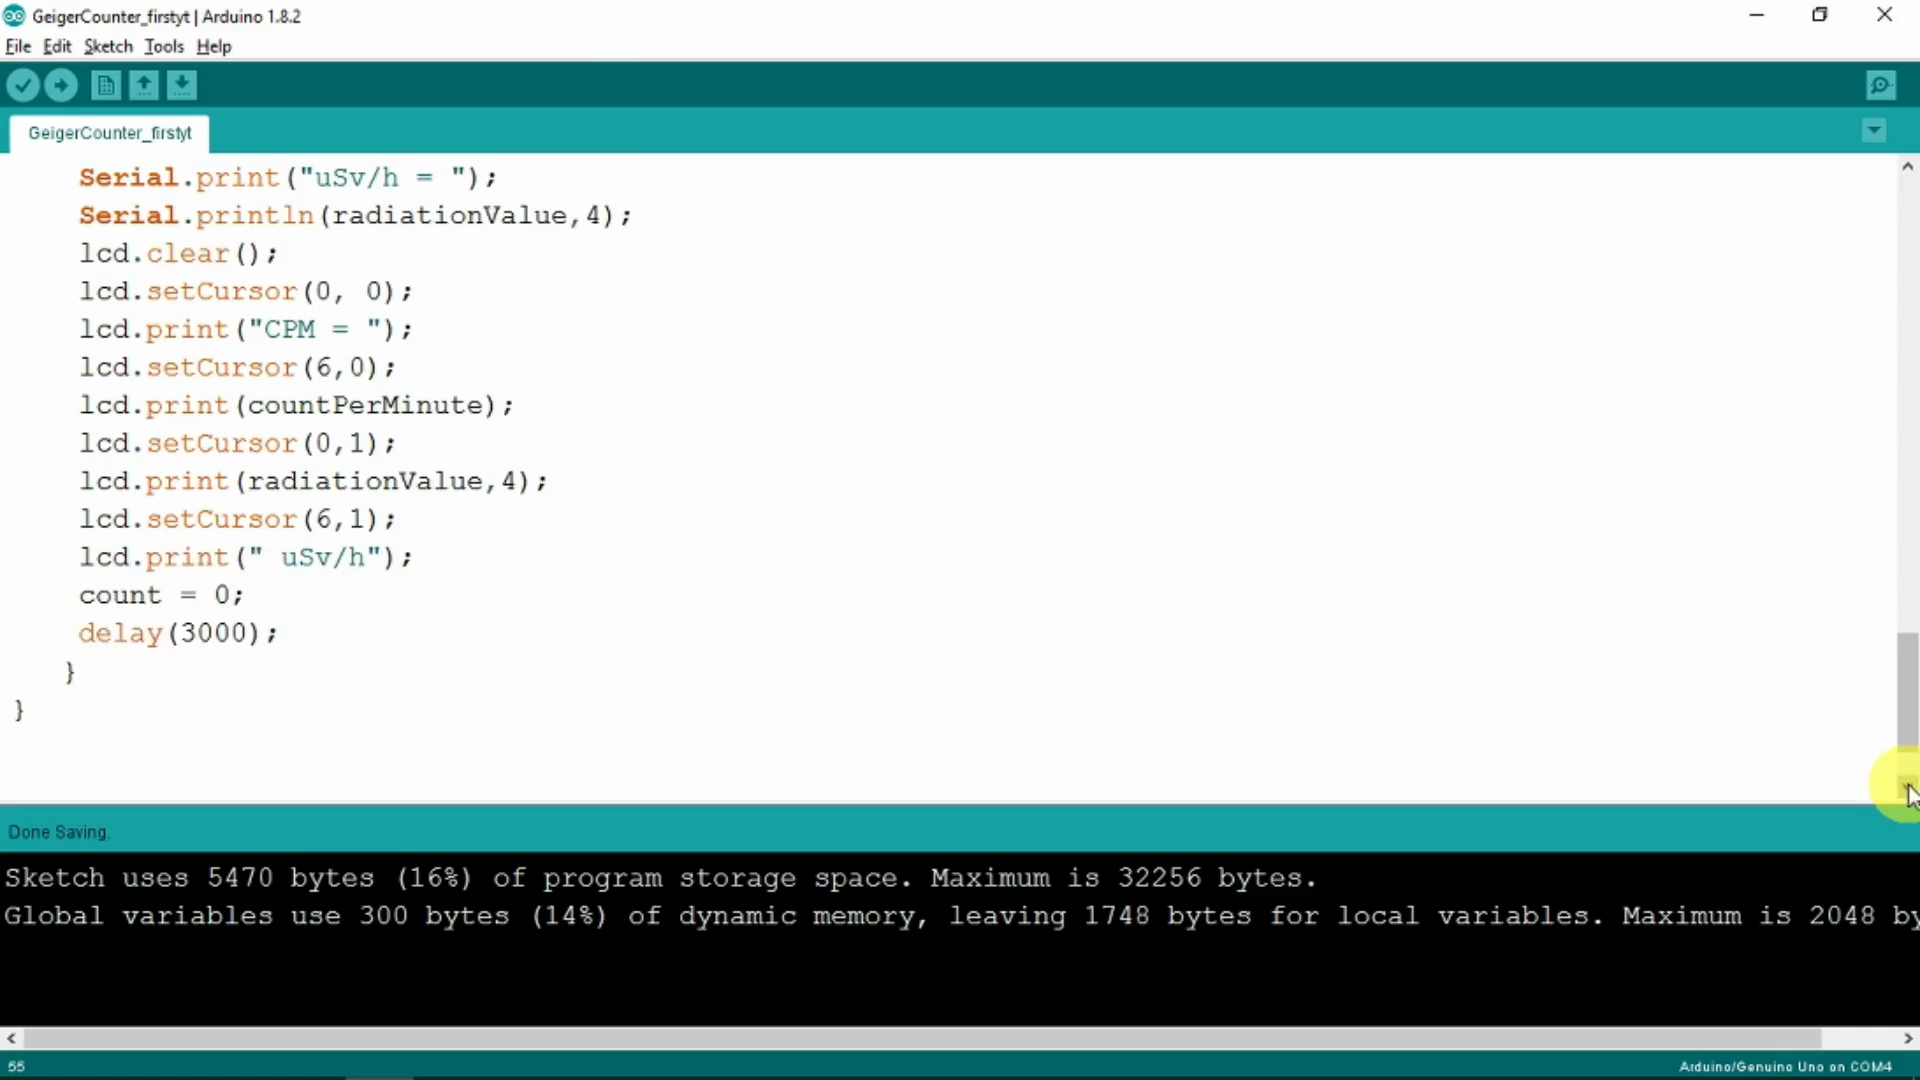 GeigerCounter_firstyt | Arduino 1.8.2
File Edit Sketch Tools Help
GeigerCounter_firstyt
Serial.print("uSv/h = ");
Serial.println(radiationValue,4);
lcd.clear();
lcd.setCursor(0, 0);
lcd.print("CPM = ");
lcd.setCursor(6,0);
lcd.print(countPerMinute);
lcd.setCursor(0,1);
lcd.print(radiationValue,4);
lcd.setCursor(6,1);
lcd.print(" uSv/h");
count = 0;
delay(3000);
}
}
Done Saving.
Sketch uses 5470 bytes (16%) of program storage space. Maximum is 32256 bytes.
Global variables use 300 bytes (14%) of dynamic memory, leaving 1748 bytes for local variables. Maximum is 2048 by
55
Arduino/Genuino Uno on COM4